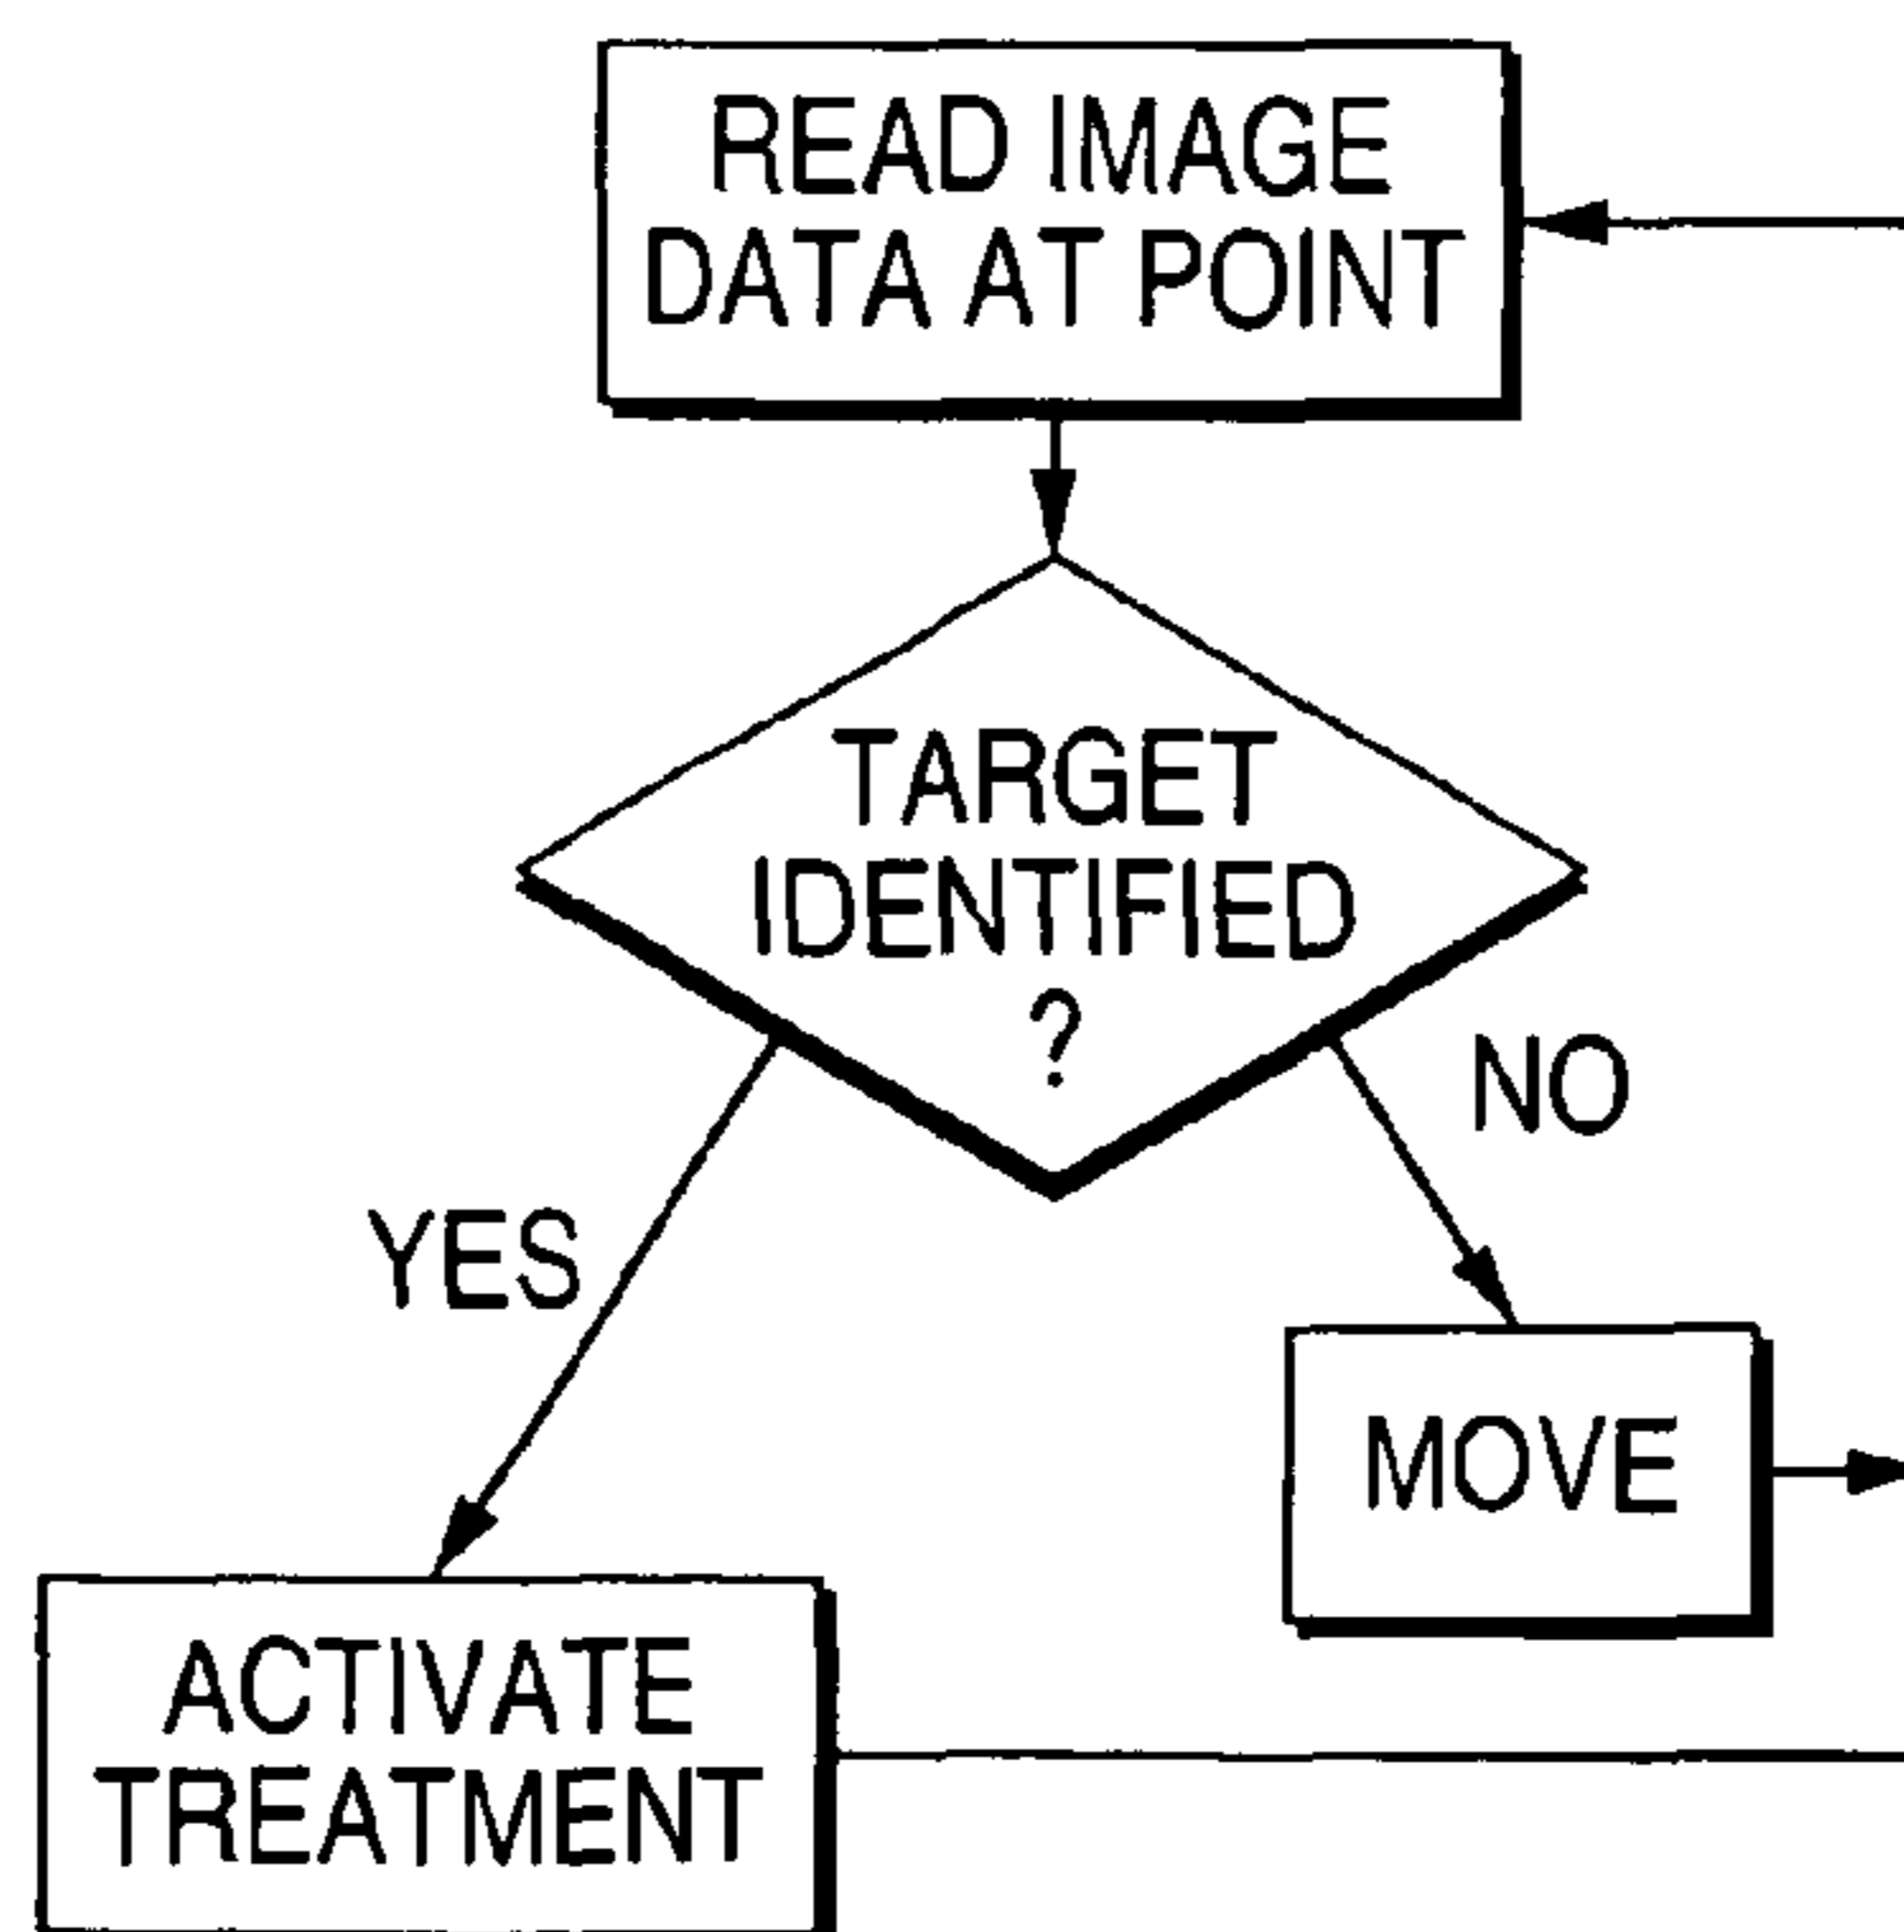 READ IMAGE
DATA AT POINT
TARGET
IDENTIFIED
?
NO
YES
MOVE
ACTIVATE
TREATMENT